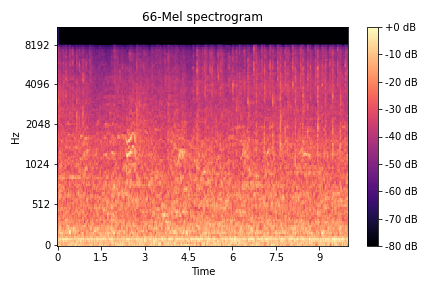 66-Mel spectrogram
+0 dB
8192
-10 dB
4096
-20 dB
-30 dB
2048
Hz
-40 dB
1024
-50 dB
512
-60 dB
-70 dB
0
-80 dB
0 1.5 3 4.5 6 7.5 9
Time